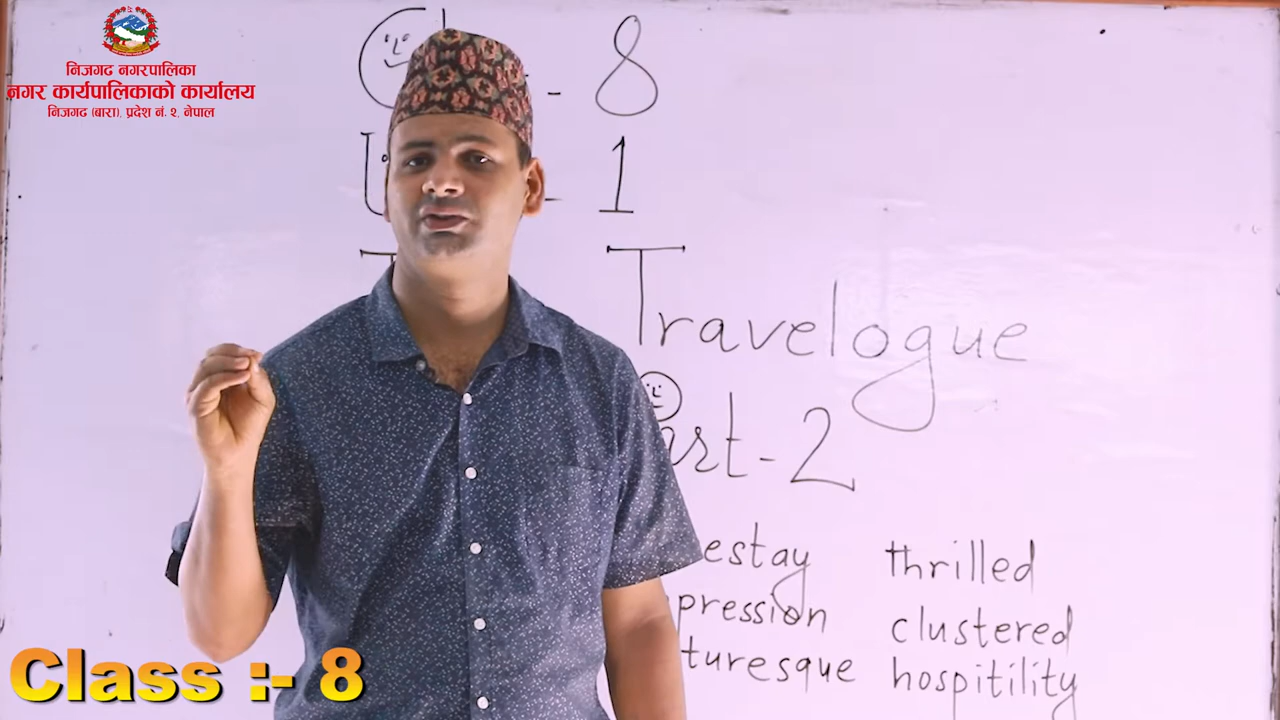 निजगढ नगरपालिका
नगर कार्यपालिकाको कार्यालय
निजगढ (बारा), प्रदेश नं. २, नेपाल
- 8
- 1
Travelogue
art - 2
estay thrilled
pression clustered
turesque hospitility
Class :- 8